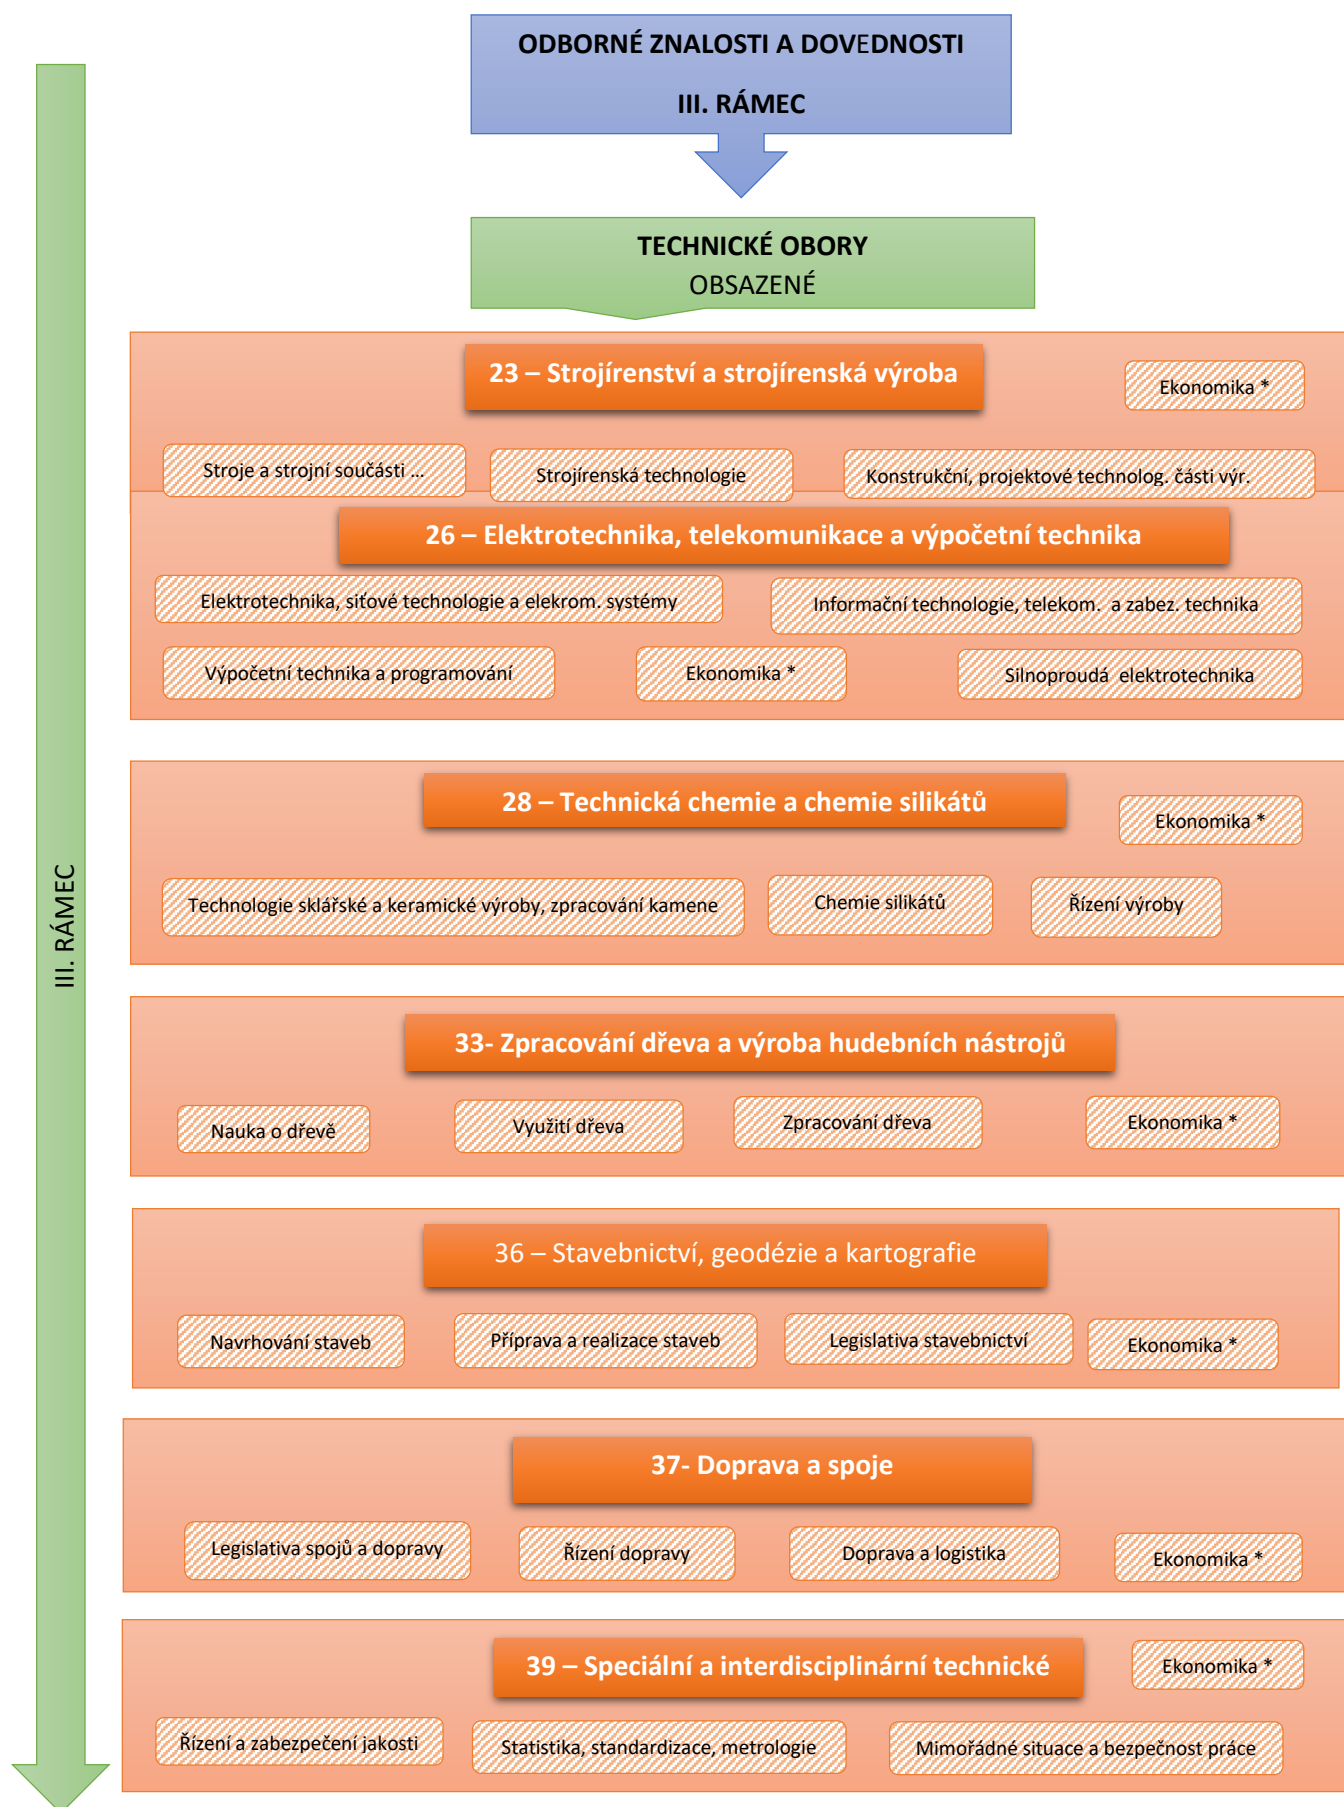 ODBORNÉ ZNALOSTI A DOVEDNOSTI
III. RÁMEC
TECHNICKÉ OBORY
OBSAZENÉ
III. RÁMEC
23 – Strojírenství a strojírenská výroba
Ekonomika *
Stroje a strojní součásti ...
Strojírenská technologie
Konstrukční, projektové technolog. části výr.
26 – Elektrotechnika, telekomunikace a výpočetní technika
Elektrotechnika, siťové technologie a elekrom. systémy
Informační technologie, telekom. a zabez. technika
Výpočetní technika a programování
Ekonomika *
Silnoproudá elektrotechnika
28 – Technická chemie a chemie silikátů
Ekonomika *
Technologie sklářské a keramické výroby, zpracování kamene
Chemie silikátů
Řízení výroby
33- Zpracování dřeva a výroba hudebních nástrojů
Nauka o dřevě
Využití dřeva
Zpracování dřeva
Ekonomika *
36 – Stavebnictví, geodézie a kartografie
Navrhování staveb
Příprava a realizace staveb
Legislativa stavebnictví
Ekonomika *
37- Doprava a spoje
Legislativa spojů a dopravy
Řízení dopravy
Doprava a logistika
Ekonomika *
39 – Speciální a interdisciplinární technické
Ekonomika *
Řízení a zabezpečení jakosti
Statistika, standardizace, metrologie
Mimořádné situace a bezpečnost práce